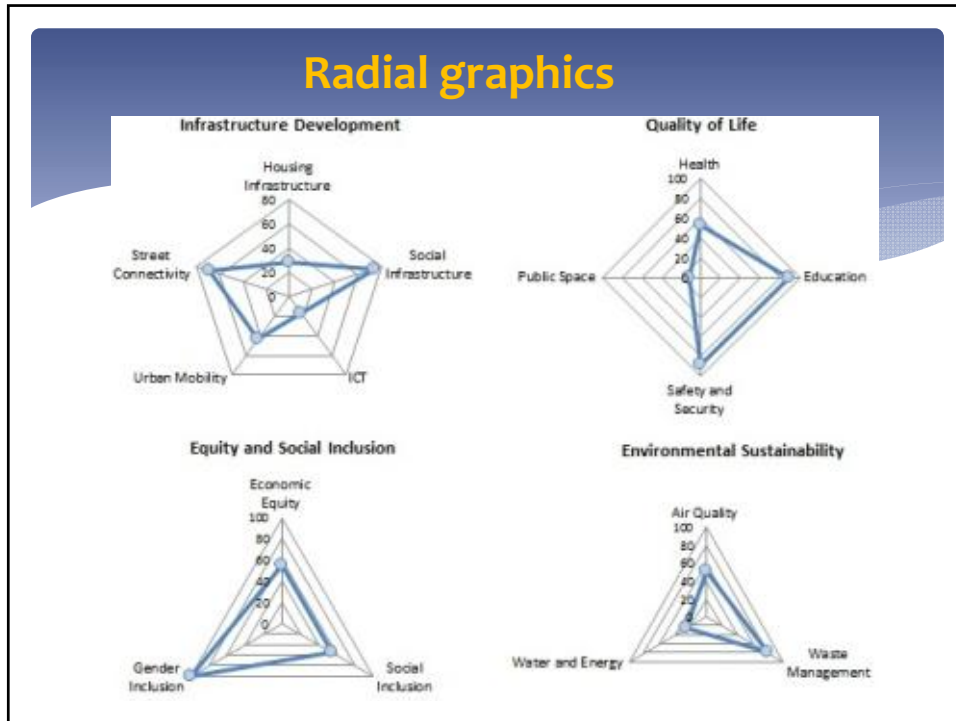 Radial graphics
Infrastructure Development
Housing
Infrastructure
80
60
40
20
0
Street
Connectivity
Social
Infrastructure
Urban Mobility
ICT
Quality of Life
Health
100
80
60
40
20
0
Public Space
Education
Safety and
Security
Equity and Social Inclusion
Economic
Equity
100
80
60
40
20
0
Gender
Inclusion
Social
Inclusion
Environmental Sustainability
Air Quality
100
80
60
40
20
0
Water and Energy
Waste
Management